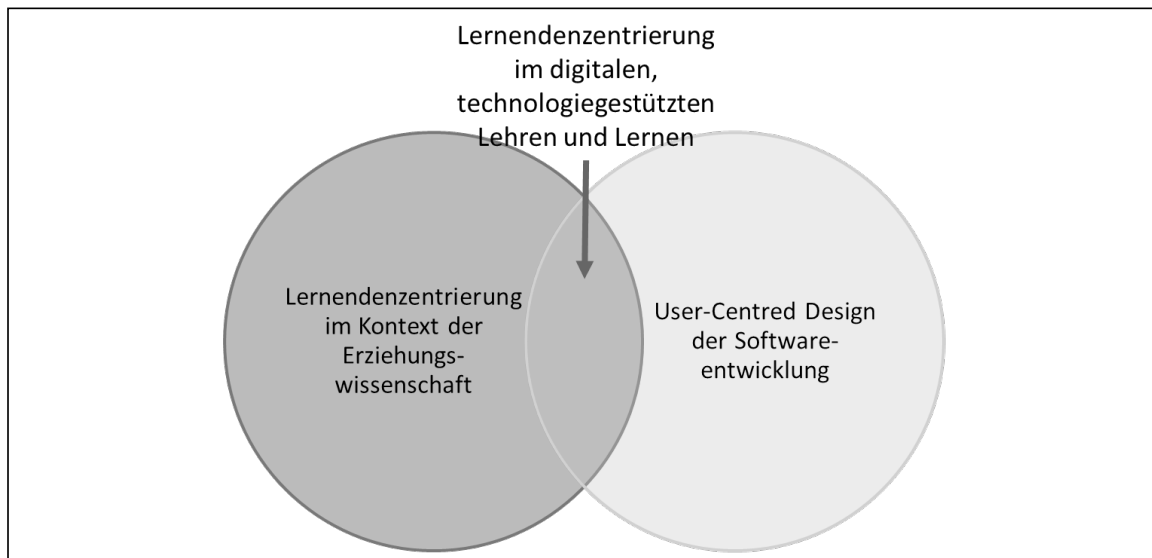 Lernendenzentrierung
im digitalen,
technologiegestützten
Lehren und Lernen
Lernendenzentrierung
im Kontext der
Erziehungs-
wissenschaft
User-Centred Design
der Software-
entwicklung